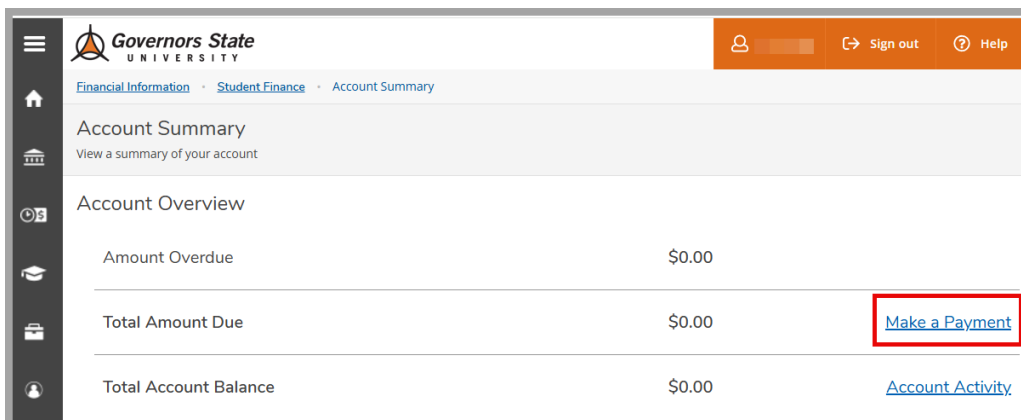 Governors State
UNIVERSITY
Sign out
Help
Financial Information · Student Finance · Account Summary
Account Summary
View a summary of your account
Account Overview
Amount Overdue $0.00
Total Amount Due $0.00 Make a Payment
Total Account Balance $0.00 Account Activity